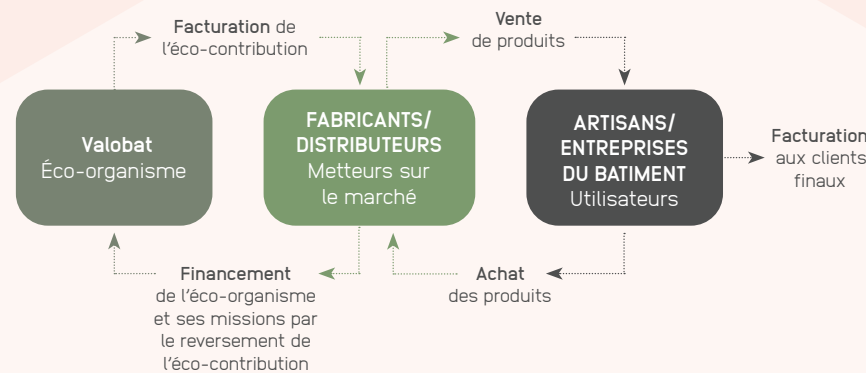 Facturation de
l'éco-contribution
Vente
de produits
Valobat
Éco-organisme
FABRICANTS/
DISTRIBUTEURS
Metteurs sur
le marché
ARTISANS/
ENTREPRISES
DU BATIMENT
Utilisateurs
Facturation
aux clients
finaux
Financement
de l'éco-organisme
et ses missions par
le reversement de
l'éco-contribution
Achat
des produits